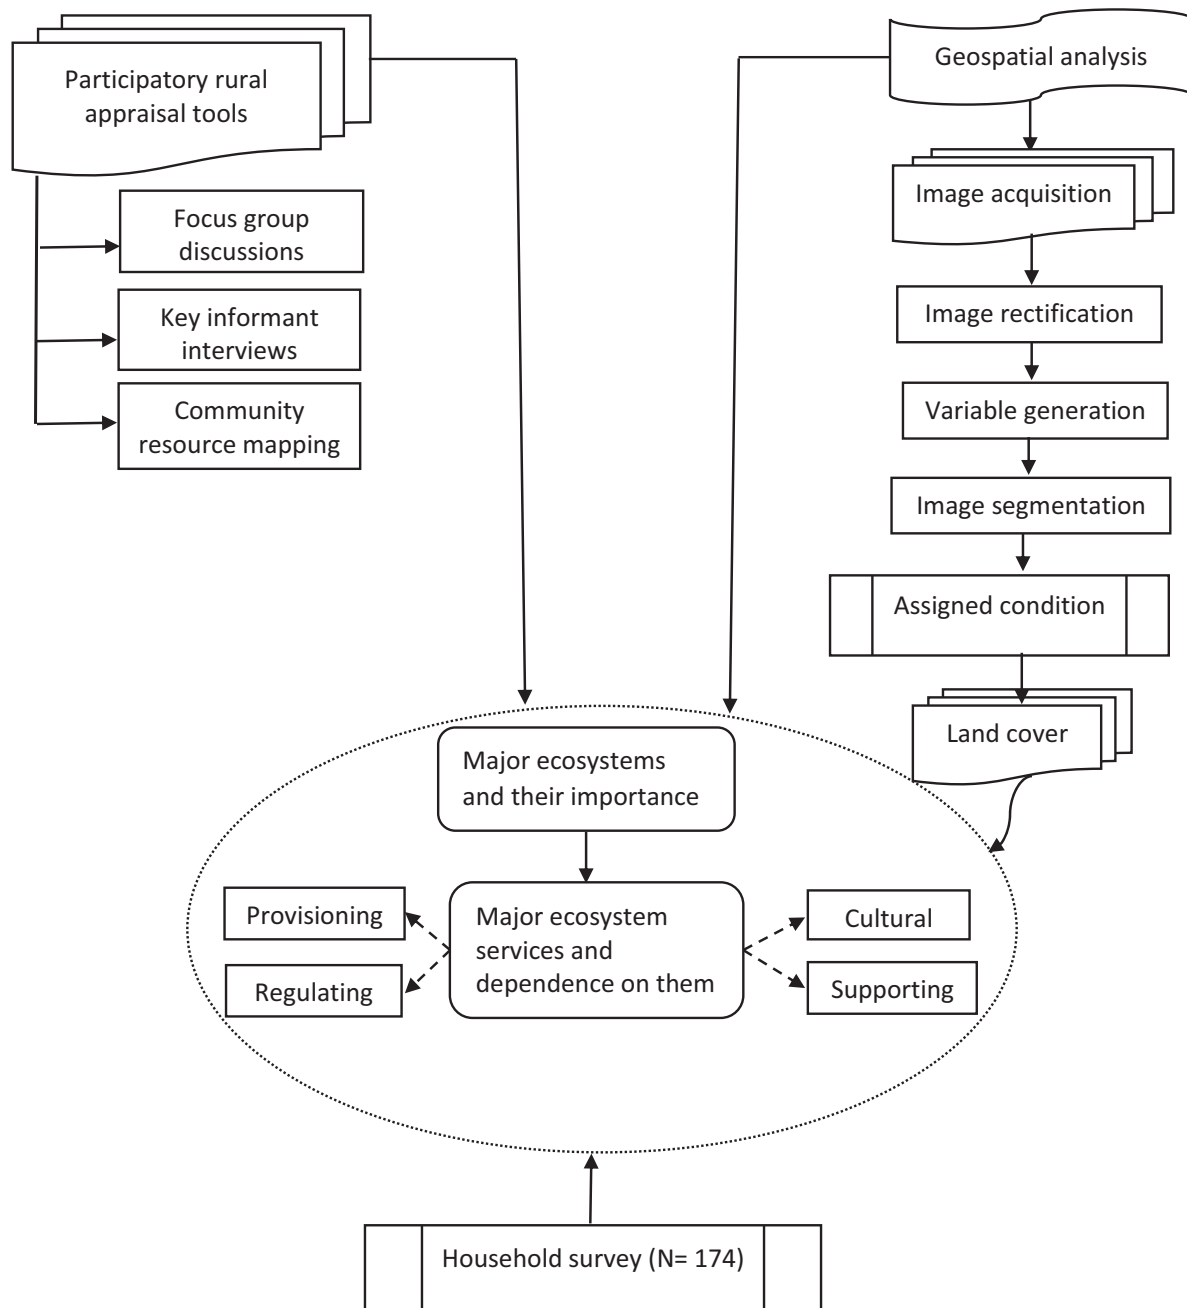 Participatory rural
appraisal tools
Focus group
discussions
Key informant
interviews
Community
resource mapping
Geospatial analysis
Image acquisition
Image rectification
Variable generation
Image segmentation
Assigned condition
Land cover
Major ecosystems
and their importance
Major ecosystem
services and
dependence on them
Provisioning
Regulating
Cultural
Supporting
Household survey (N= 174)